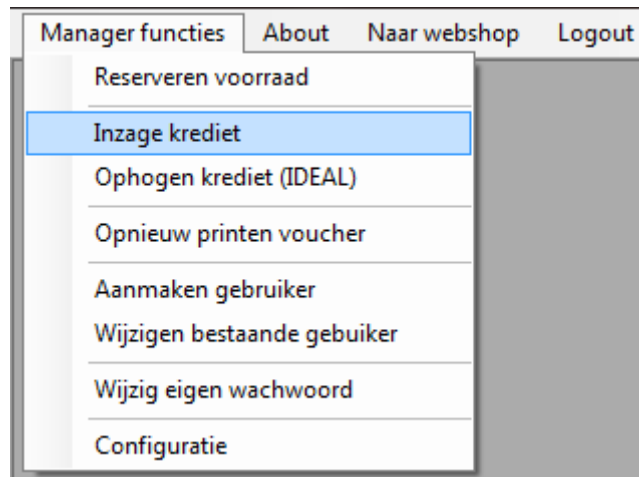 Manager functies About Naar webshop Logout
Reserveren voorraad
Inzage krediet
Ophogen krediet (IDEAL)
Opnieuw printen voucher
Aanmaken gebruiker
Wijzigen bestaande gebuiker
Wijzig eigen wachwoord
Configuratie